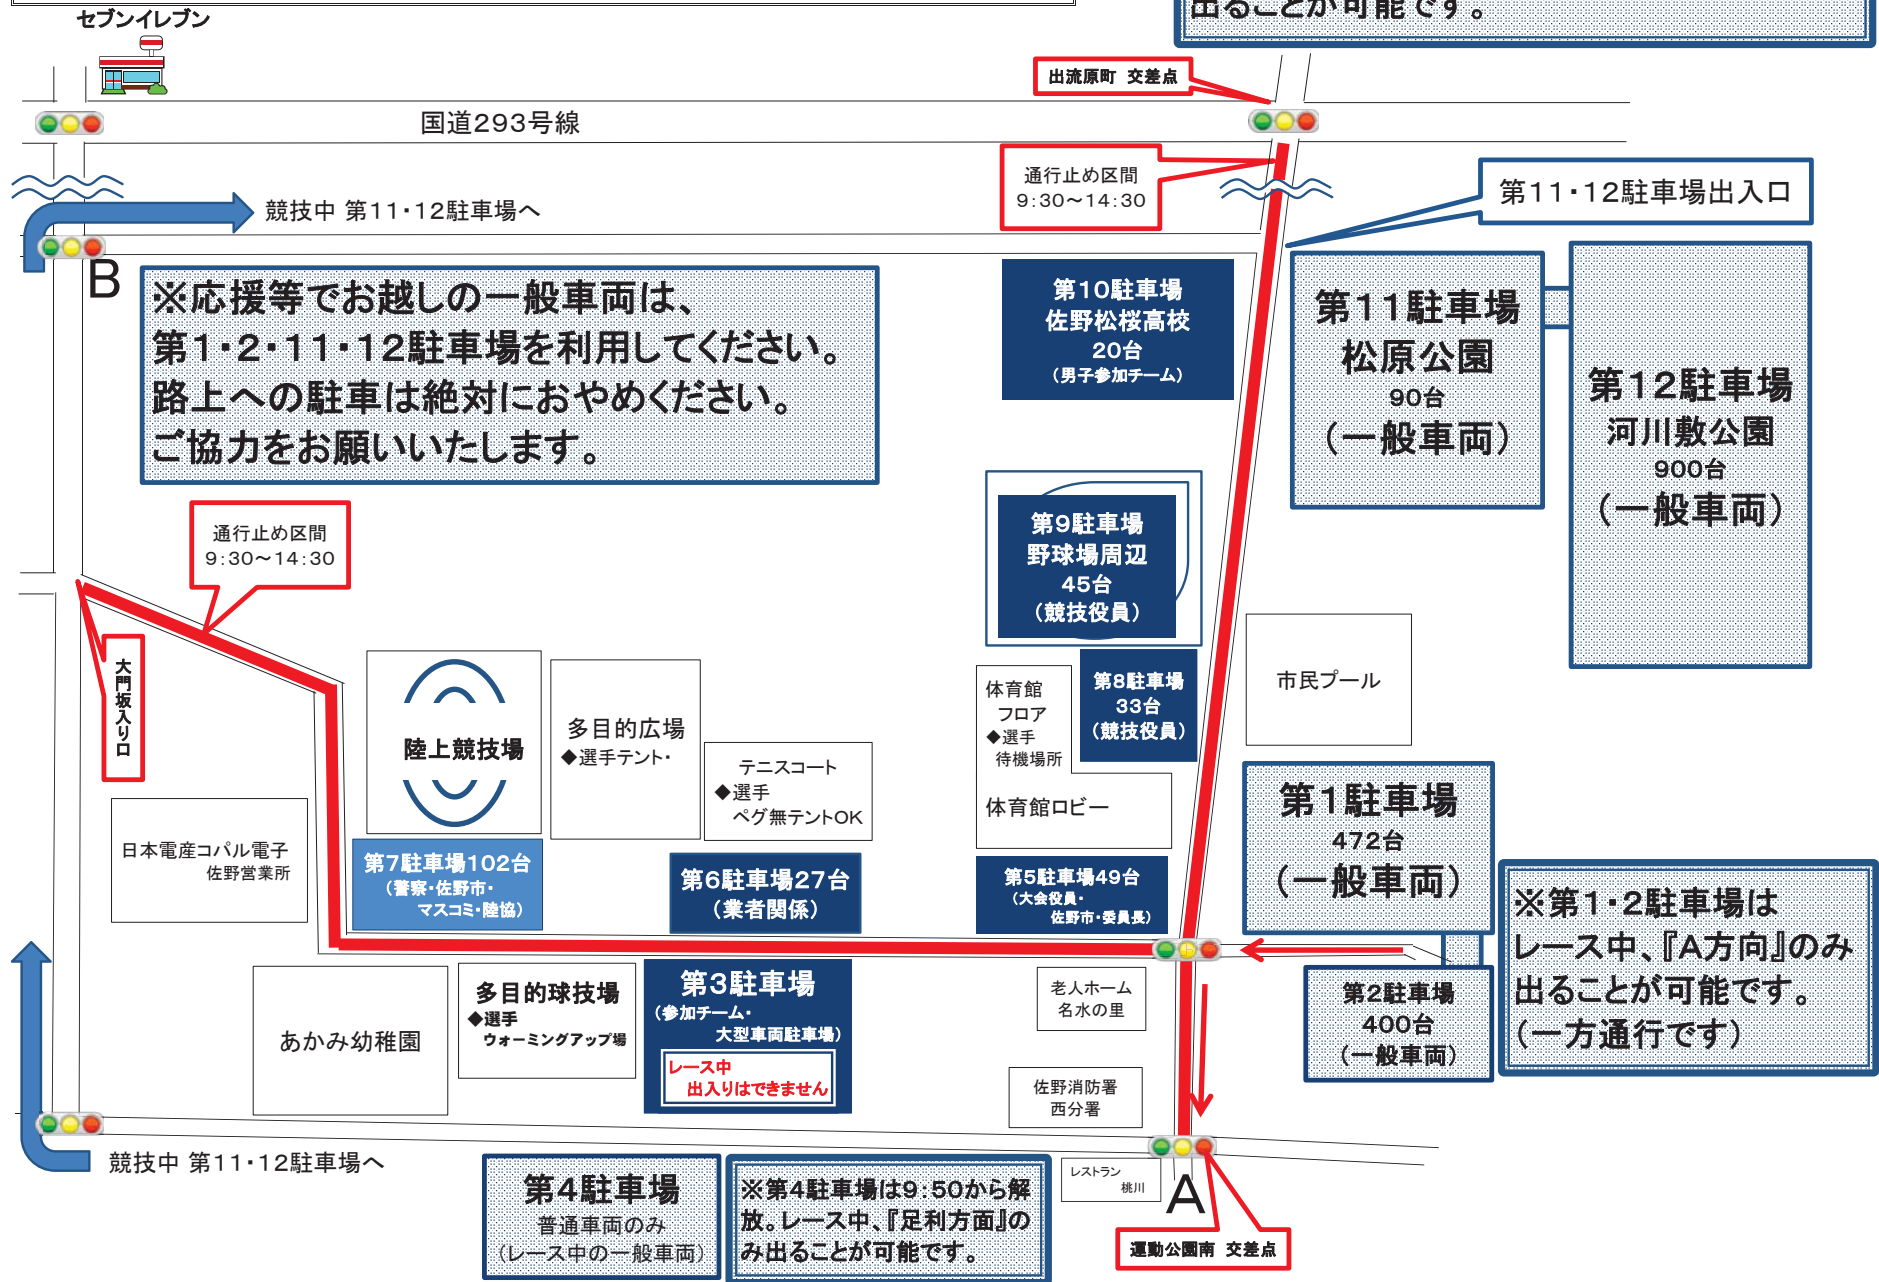 セブンイレブン
出ることが可能です。
出流原町 交差点
国道293号線
通行止め区間
9:30～14:30
第11・12駐車場出入口
競技中 第11・12駐車場へ
B
※応援等でお越しの一般車両は、
第1・2・11・12駐車場を利用してください。
路上への駐車は絶対におやめください。
ご協力をお願いいたします。
第10駐車場
佐野松桜高校
20台
(男子参加チーム)
第11駐車場
松原公園
90台
(一般車両)
第12駐車場
河川敷公園
900台
(一般車両)
第9駐車場
野球場周辺
45台
(競技役員)
通行止め区間
9:30～14:30
大門坂入り口
陸上競技場
多目的広場
◆選手テント・
テニスコート
◆選手
ペグ無テントOK
体育館
フロア
◆選手
待機場所
体育館ロビー
第8駐車場
33台
(競技役員)
市民プール
第1駐車場
472台
(一般車両)
日本電産コパル電子
佐野営業所
第7駐車場102台
(警察・佐野市・
マスコミ・陸協)
第6駐車場27台
(業者関係)
第5駐車場49台
(大会役員・
佐野市・委員長)
※第1・2駐車場は
レース中、『A方向』のみ
出ることが可能です。
(一方通行です)
第2駐車場
400台
(一般車両)
あかみ幼稚園
多目的球技場
◆選手
ウォーミングアップ場
第3駐車場
(参加チーム・
大型車両駐車場)
レース中
出入りはできません
老人ホーム
名水の里
佐野消防署
西分署
競技中 第11・12駐車場へ
第4駐車場
普通車両のみ
(レース中の一般車両)
※第4駐車場は9:50から解
放。レース中、『足利方面』の
み出ることが可能です。
レストラン
桃川
A
運動公園南 交差点